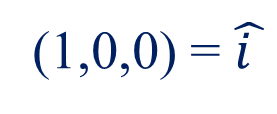 (1,0,0) = î